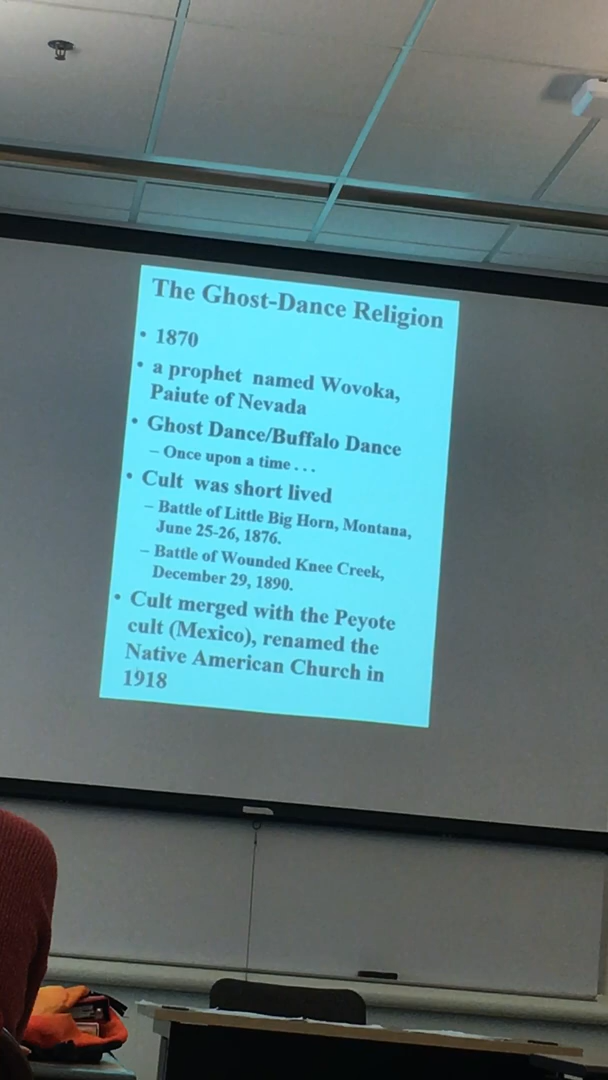 The Ghost-Dance Religion
• 1870
• a prophet named Wovoka,
Paiute of Nevada
• Ghost Dance/Buffalo Dance
– Once upon a time . . .
• Cult was short lived
– Battle of Little Big Horn, Montana,
June 25-26, 1876.
– Battle of Wounded Knee Creek,
December 29, 1890.
• Cult merged with the Peyote
cult (Mexico), renamed the
Native American Church in
1918